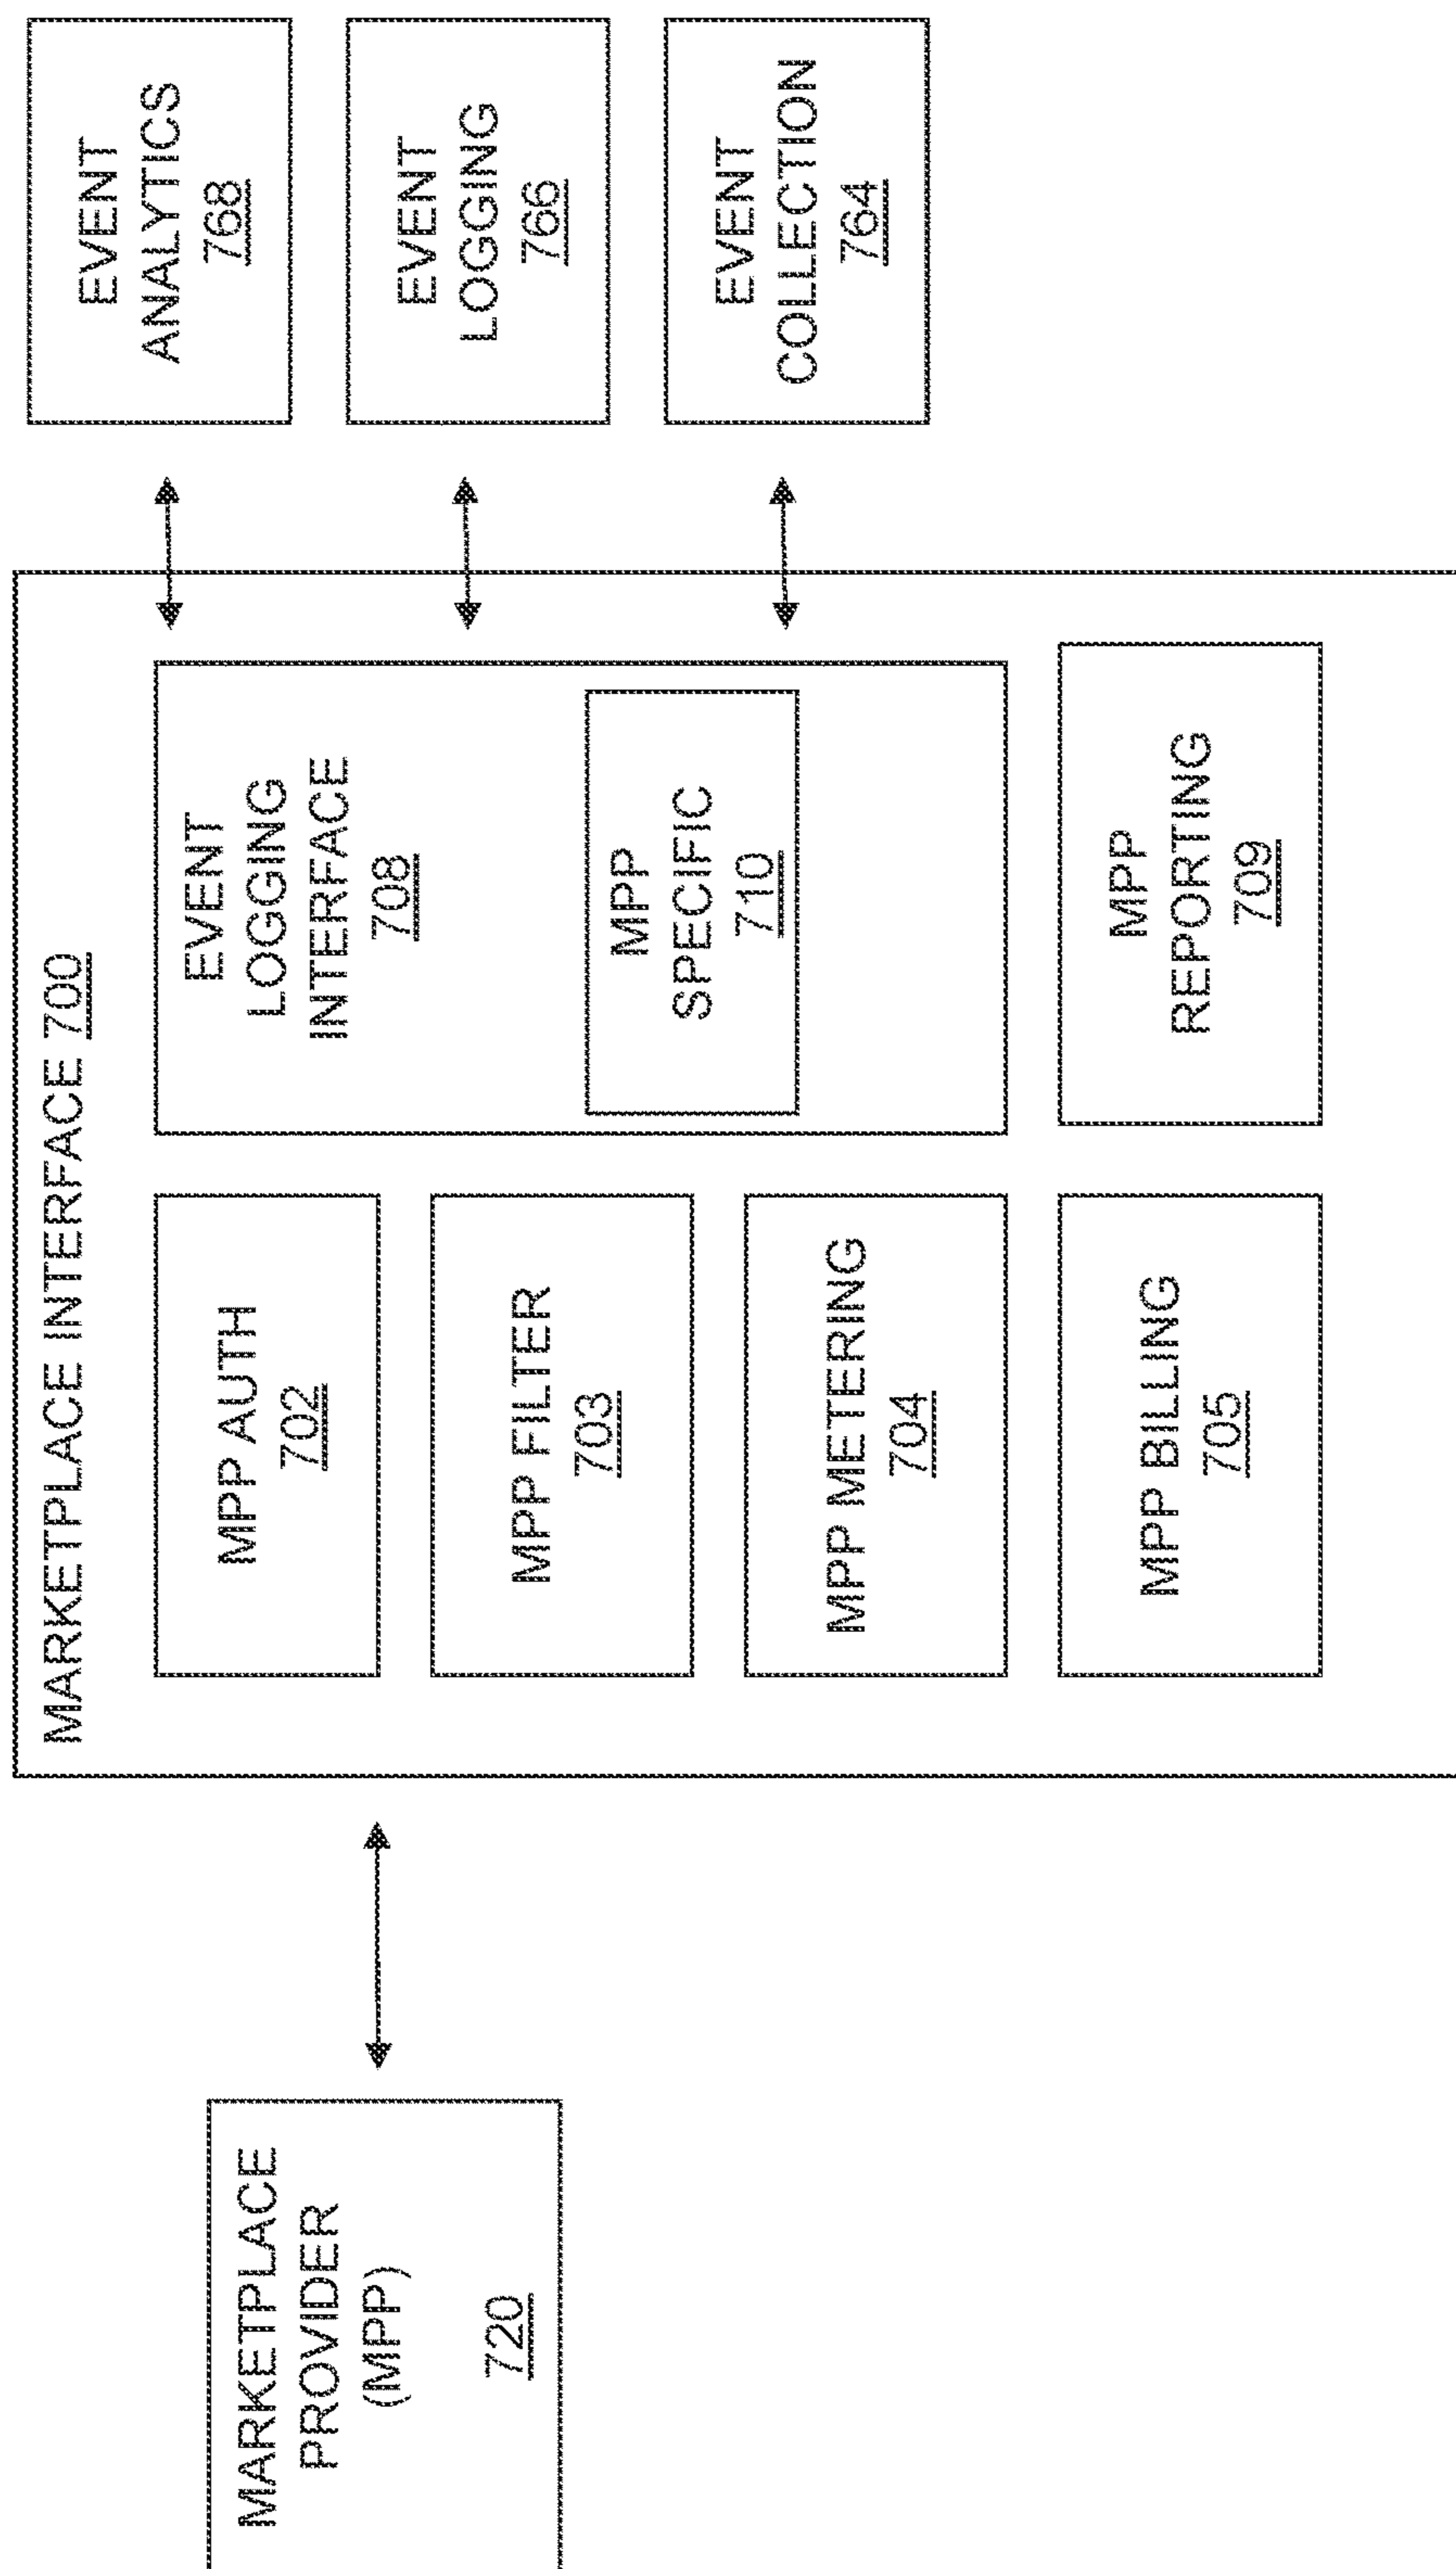 MARKETPLACE
PROVIDER
(MPP)
720
MARKETPLACE INTERFACE 700
MPP AUTH
702
MPP FILTER
703
MPP METERING
704
MPP BILLING
705
EVENT
LOGGING
INTERFACE
708
MPP
SPECIFIC
710
MPP
REPORTING
709
EVENT
ANALYTICS
768
EVENT
LOGGING
766
EVENT
COLLECTION
764